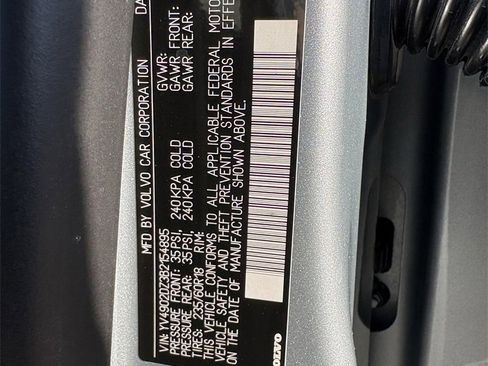 DA
MFD BY VOLVO CAR CORPORATION
GVWR:
GAWR FRONT:
GAWR REAR:
VIN: YV4902DZ3B2154895
PRESSURE FRONT: 35PSI, 240KPA COLD
PRESSURE REAR: 35PSI, 240KPA COLD
TIRES: 235/60R18 RIM:
THIS VEHICLE CONFORMS TO ALL APPLICABLE FEDERAL MOTO
VEHICLE SAFETY AND THEFT PREVENTION STANDARDS IN EFFE
DATE OF MANUFACTURE SHOWN ABOVE.
VOLVO